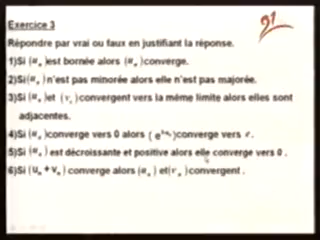 Exercice 3
Répondre par vrai ou faux en justifiant la réponse.
1)Si (uₙ)est bornée alors (uₙ)converge.
2)Si(uₙ)n'est pas minorée alors elle n'est pas majorée.
3)Si (uₙ)et (vₙ)convergent vers la même limite alors elles sont
adjacentes.
4)Si (uₙ)converge vers 0 alors ( converge vers e.
5)Si (uₙ) est décroissante et positive alors elle converge vers 0 .
6)Si (Uₙ + Vₙ) converge alors (uₙ) et(vₙ)convergent .